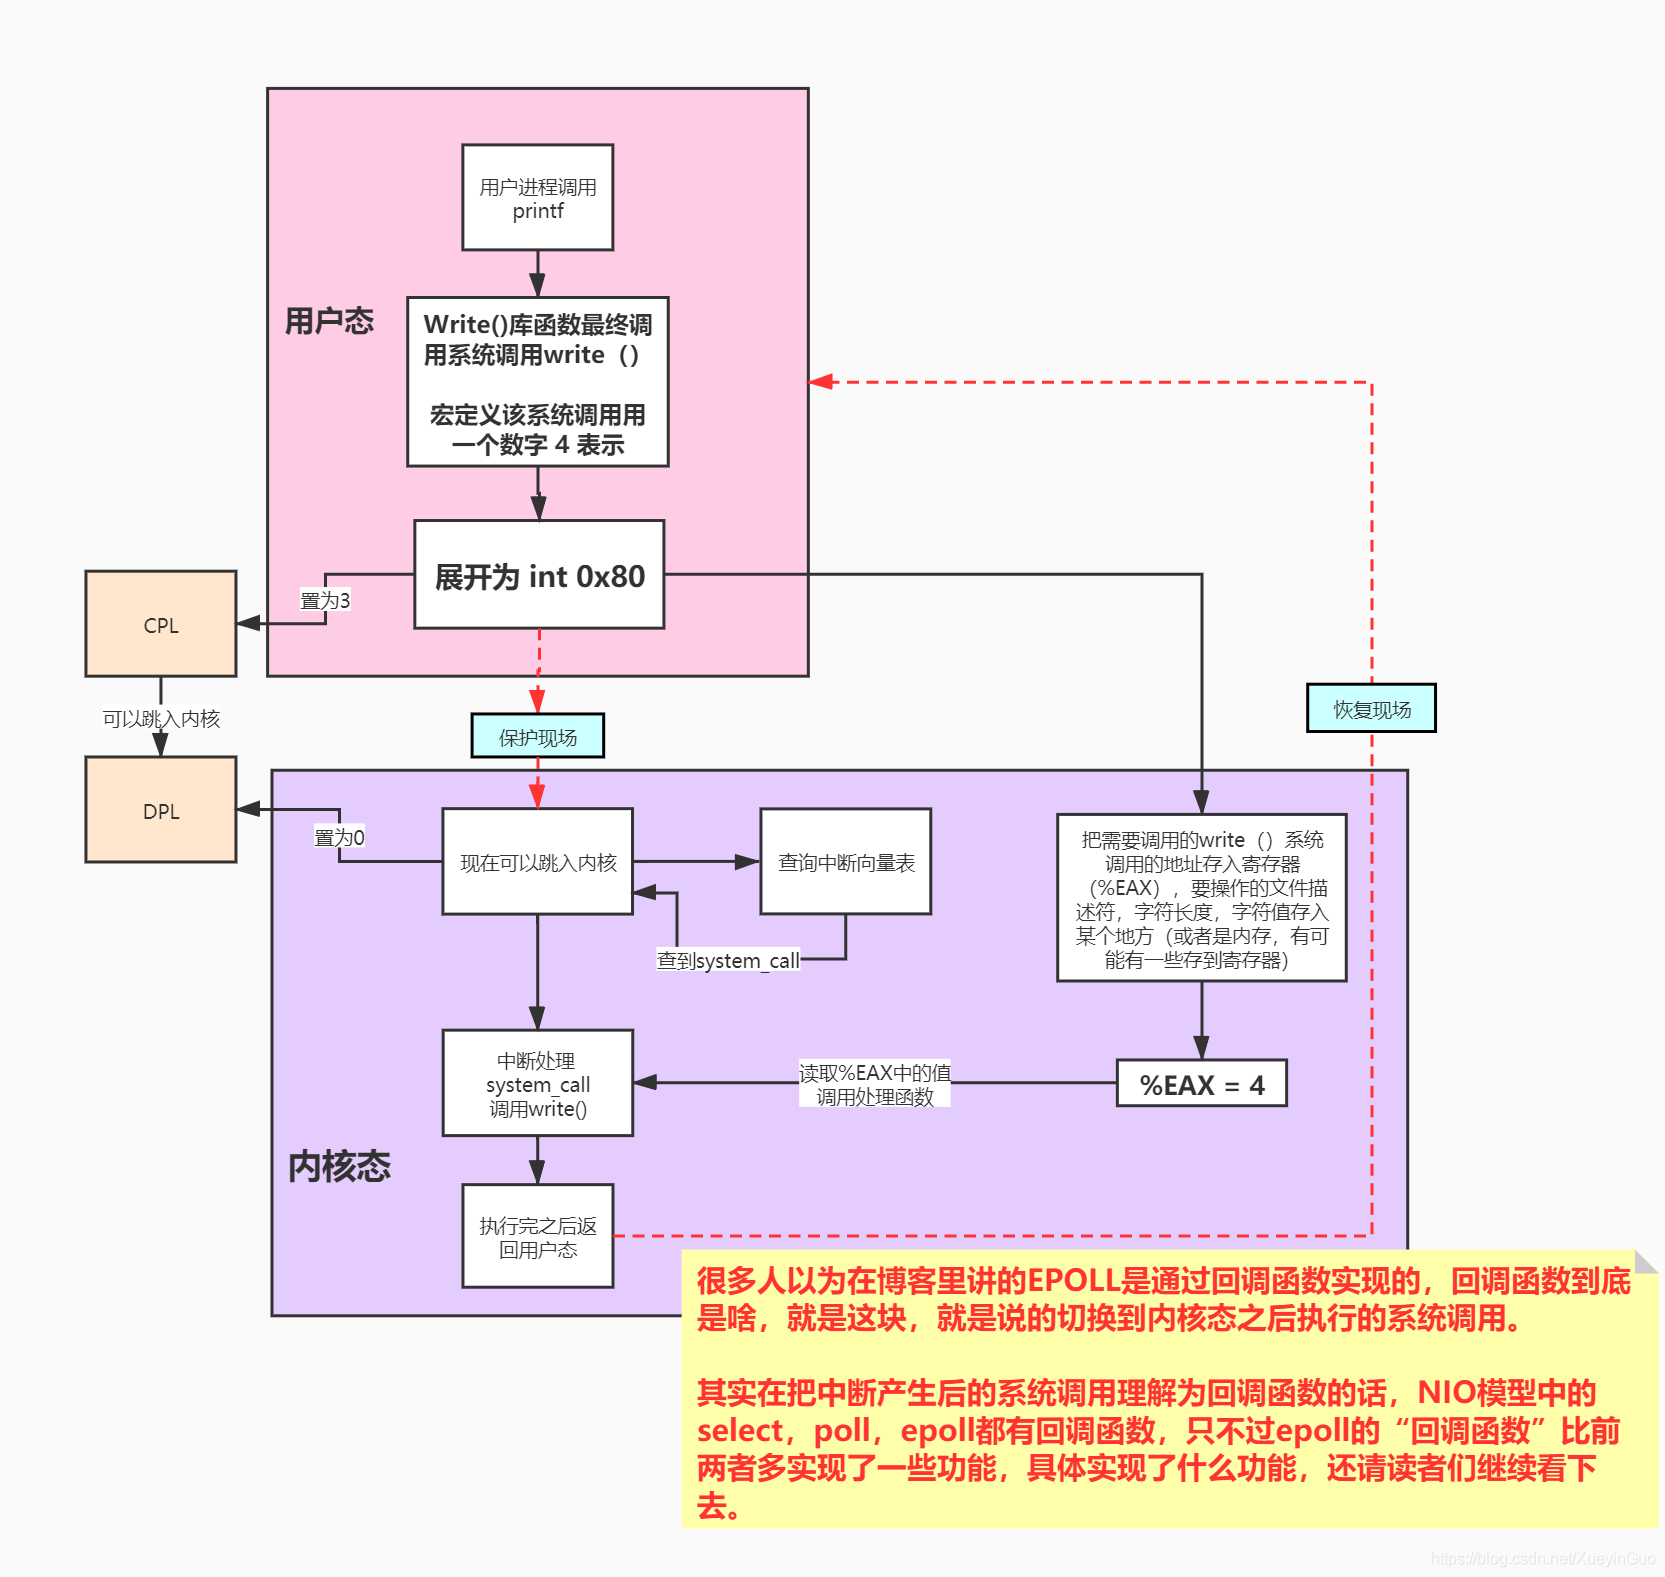 用户进程调用
printf
用户态
Write()库函数最终调
用系统调用write（）
宏定义该系统调用用
一个数字 4 表示
展开为 int 0x80
置为3
CPL
可以跳入内核
DPL
置为0
保护现场
恢复现场
现在可以跳入内核
查询中断向量表
查到system_call
把需要调用的write（）系统
调用的地址存入寄存器
（%EAX），要操作的文件描
述符，字符长度，字符值存入
某个地方（或者是内存，有可
能有一些存到寄存器）
中断处理
system_call
调用write()
读取%EAX中的值
调用处理函数
%EAX = 4
内核态
执行完之后返
回用户态
很多人以为在博客里讲的EPOLL是通过回调函数实现的，回调函数到底
是啥，就是这块，就是说的切换到内核态之后执行的系统调用。
其实在把中断产生后的系统调用理解为回调函数的话，NIO模型中的
select，poll，epoll都有回调函数，只不过epoll的“回调函数”比前
两者多实现了一些功能，具体实现了什么功能，还请读者们继续看下
去。
https://blog.csdn.net/XueyinGuo